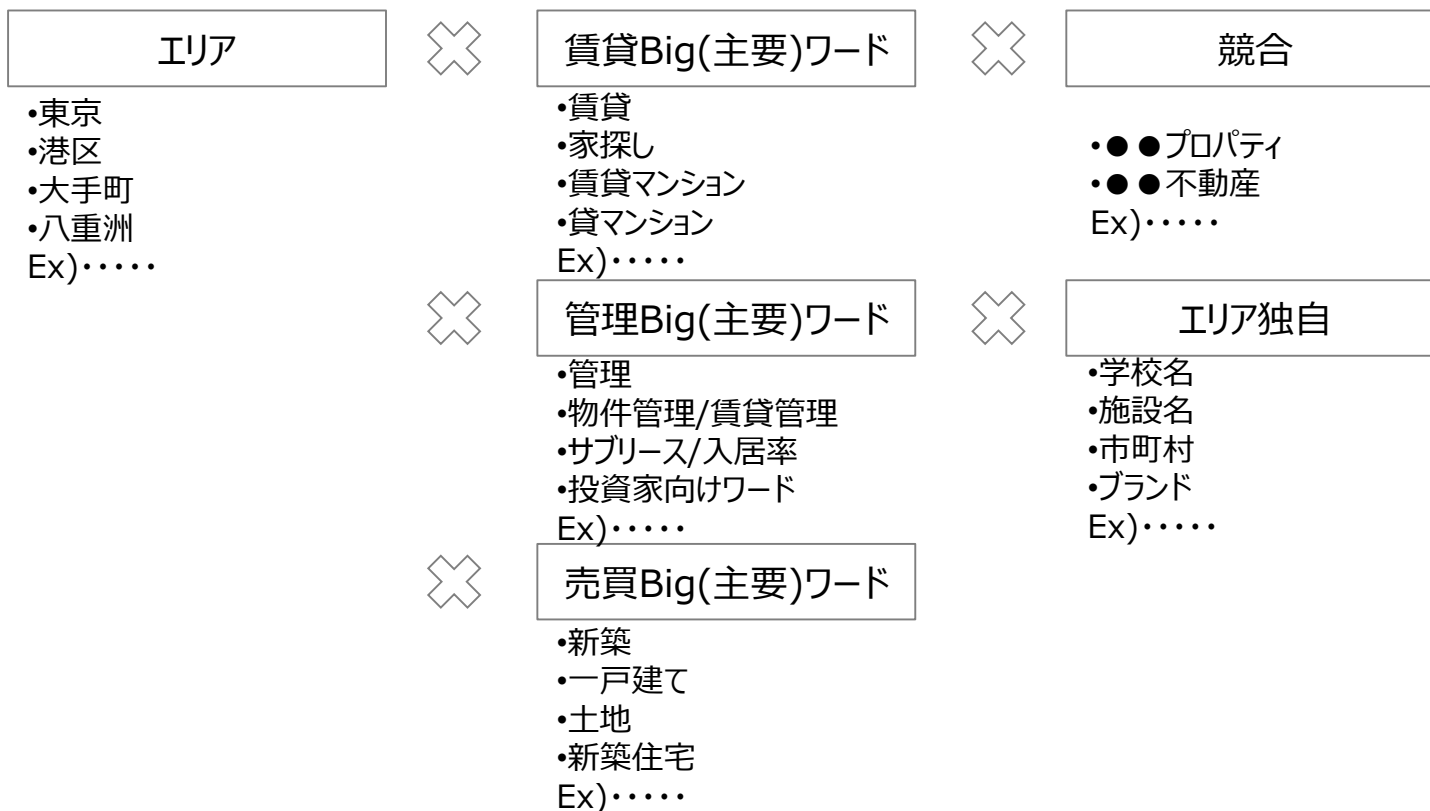 エリア
•東京
•港区
•大手町
•八重洲
Ex)・・・・・
賃貸Big(主要)ワード
•賃貸
•家探し
•賃貸マンション
•貸マンション
Ex)・・・・・
競合
•●●プロパティ
•●●不動産
Ex)・・・・・
管理Big(主要)ワード
•管理
•物件管理/賃貸管理
•サブリース/入居率
•投資家向けワード
Ex)・・・・・
エリア独自
•学校名
•施設名
•市町村
•ブランド
Ex)・・・・・
売買Big(主要)ワード
•新築
•一戸建て
•土地
•新築住宅
Ex)・・・・・